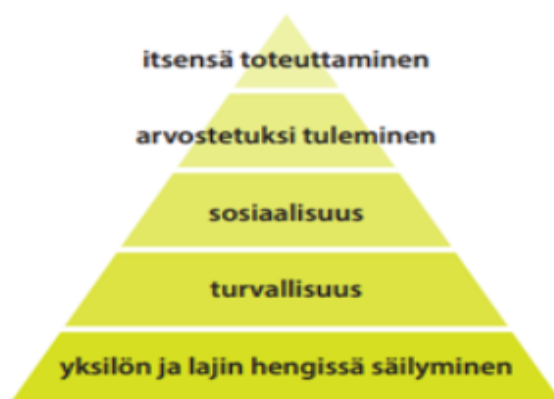 itsensä toteuttaminen
arvostetuksi tuleminen
sosiaalisuus
turvallisuus
yksilön ja lajin hengissä säilyminen